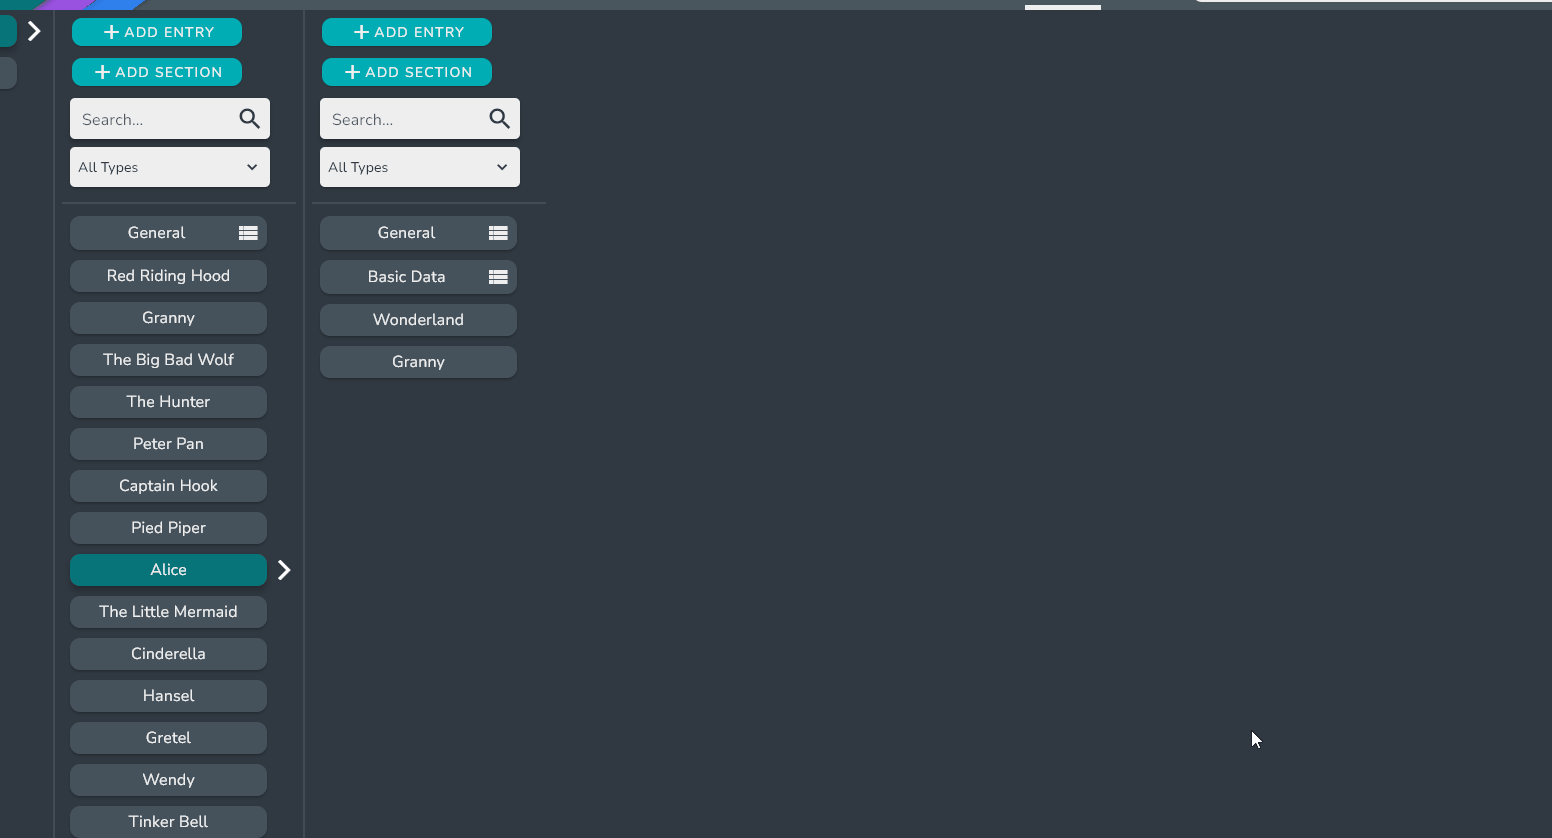 ADD ENTRY
ADD SECTION
Search...
All Types
General
Red Riding Hood
Granny
The Big Bad Wolf
The Hunter
Peter Pan
Captain Hook
Pied Piper
Alice
The Little Mermaid
Cinderella
Hansel
Gretel
Wendy
Tinker Bell
ADD ENTRY
ADD SECTION
Search...
All Types
General
Basic Data
Wonderland
Granny